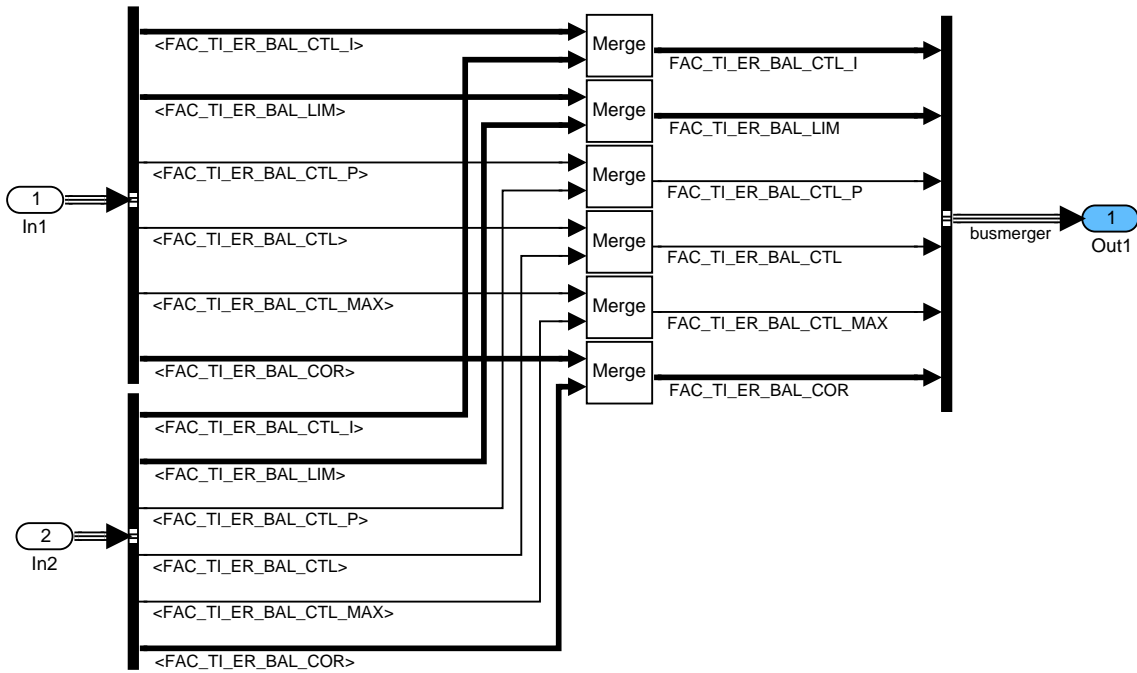 <FAC_TI_ER_BAL_CTL_I>
<FAC_TI_ER_BAL_LIM>
<FAC_TI_ER_BAL_CTL_P>
<FAC_TI_ER_BAL_CTL>
<FAC_TI_ER_BAL_CTL_MAX>
<FAC_TI_ER_BAL_COR>
1
In1
<FAC_TI_ER_BAL_CTL_I>
<FAC_TI_ER_BAL_LIM>
<FAC_TI_ER_BAL_CTL_P>
<FAC_TI_ER_BAL_CTL>
<FAC_TI_ER_BAL_CTL_MAX>
<FAC_TI_ER_BAL_COR>
2
In2
Merge
Merge
Merge
Merge
Merge
Merge
FAC_TI_ER_BAL_CTL_I
FAC_TI_ER_BAL_LIM
FAC_TI_ER_BAL_CTL_P
FAC_TI_ER_BAL_CTL
FAC_TI_ER_BAL_CTL_MAX
FAC_TI_ER_BAL_COR
busmerger
1
Out1